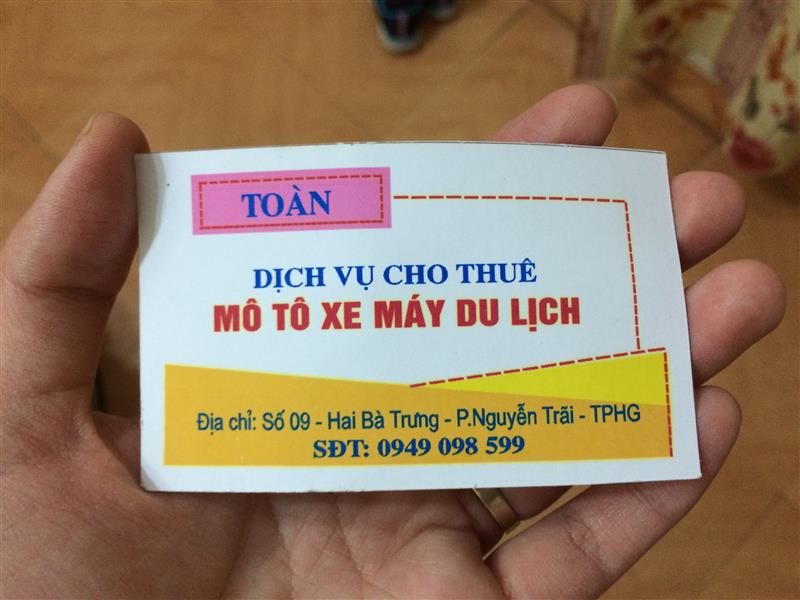 TOÀN
DỊCH VỤ CHO THUÊ
MÔ TÔ XE MÁY DU LỊCH
Địa chỉ: Số 09 - Hai Bà Trưng - P.Nguyễn Trãi - TPHG
SĐT: 0949 098 599